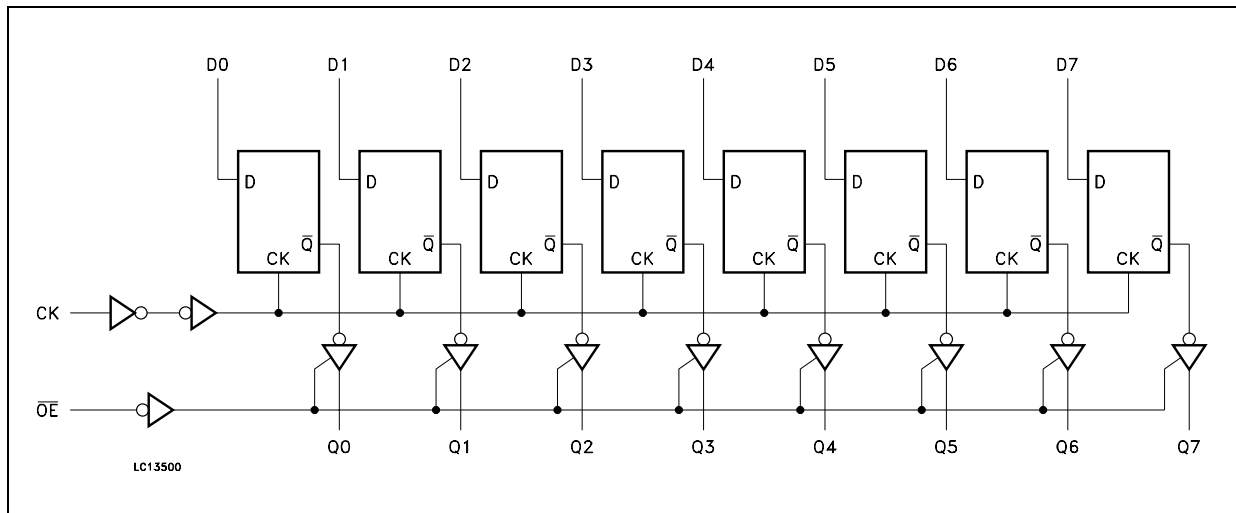 D0 D1 D2 D3 D4 D5 D6 D7
D D D D D D D D
Q̅ Q̅ Q̅ Q̅ Q̅ Q̅ Q̅ Q̅
CK CK CK CK CK CK CK CK
CK
O̅E̅
Q0 Q1 Q2 Q3 Q4 Q5 Q6 Q7
LC13500